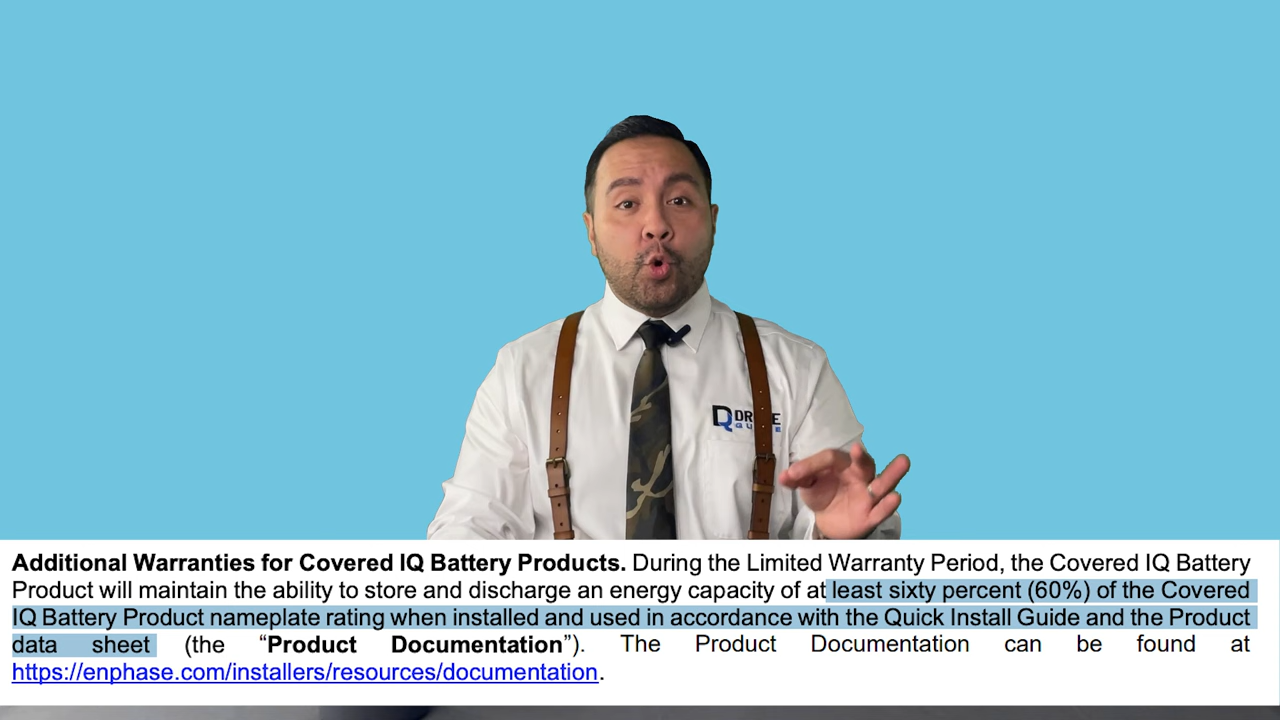 Additional Warranties for Covered IQ Battery Products. During the Limited Warranty Period, the Covered IQ Battery
Product will maintain the ability to store and discharge an energy capacity of at least sixty percent (60%) of the Covered
IQ Battery Product nameplate rating when installed and used in accordance with the Quick Install Guide and the Product
data sheet (the “Product Documentation”). The Product Documentation can be found at
https://enphase.com/installers/resources/documentation.